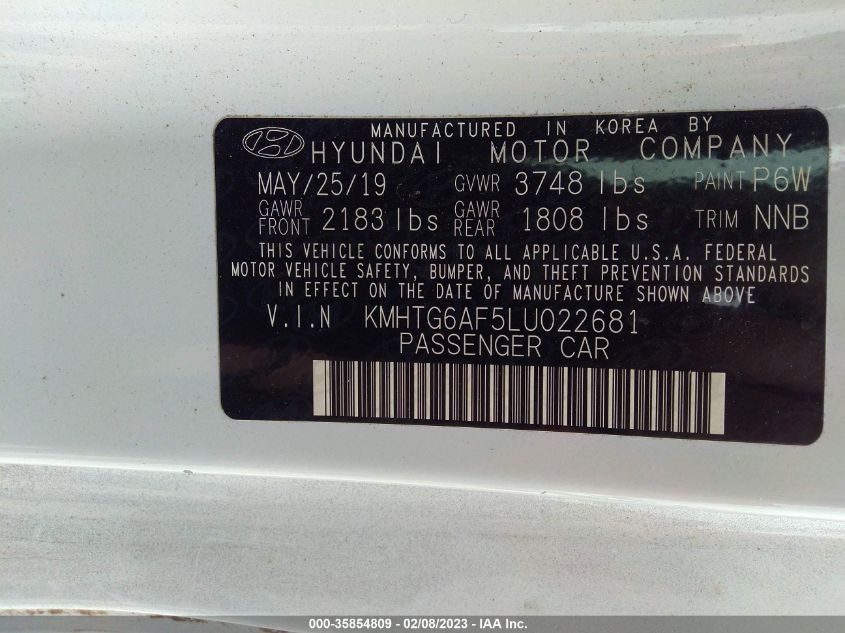 MANUFACTURED IN KOREA BY
HYUNDAI MOTOR COMPANY
MAY/25/19 GVWR 3748 lbs PAINT P6W
GAWR FRONT 2183 lbs GAWR REAR 1808 lbs TRIM NNB
THIS VEHICLE CONFORMS TO ALL APPLICABLE U.S.A. FEDERAL
MOTOR VEHICLE SAFETY, BUMPER, AND THEFT PREVENTION STANDARDS
IN EFFECT ON THE DATE OF MANUFACTURE SHOWN ABOVE
V.I.N KMHTG6AF5LU022681
PASSENGER CAR
000-35854809 - 02/08/2023 - IAA Inc.